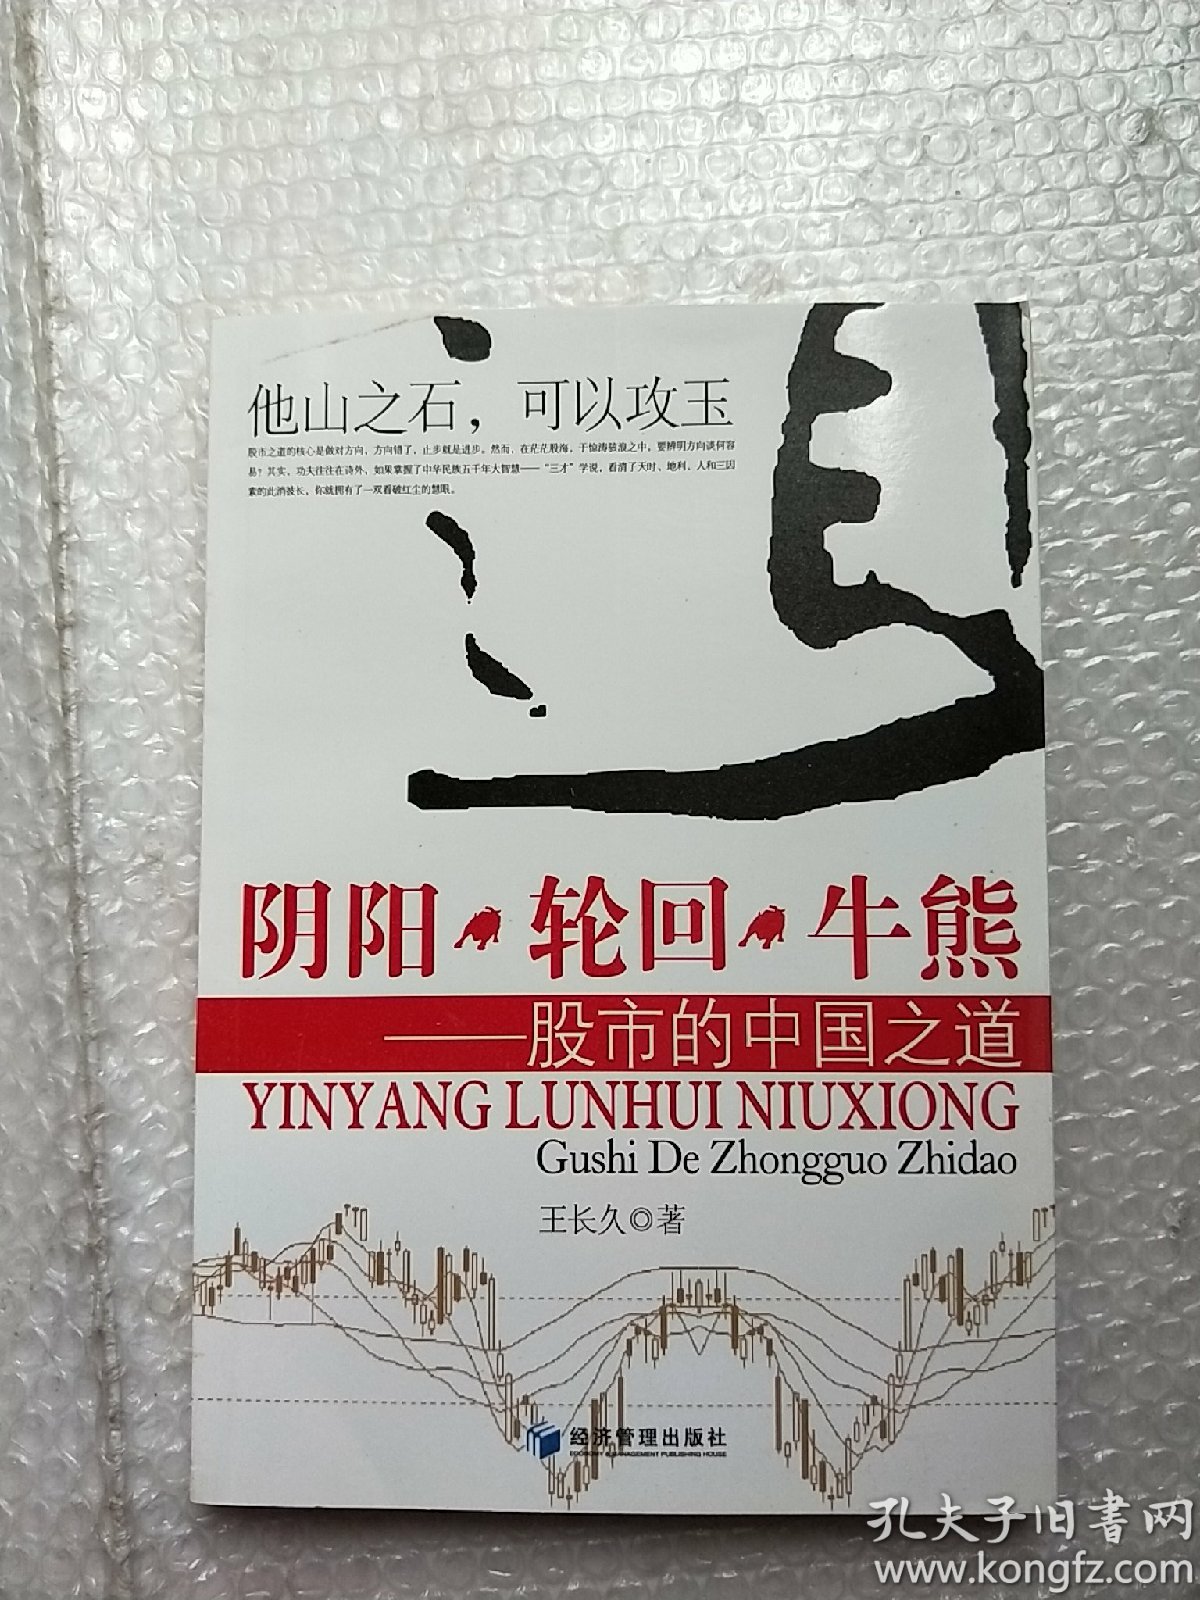 他山之石，可以攻玉
股市之道的核心是做对方向，方向错了，止步就是进步。然而，在茫茫股海，于惊涛骇浪之中，要辨明方向谈何容
易？其实，功夫往往在诗外，如果掌握了中华民族五千年大智慧——“三才”学说，看清了天时、地利、人和三因
素的此消彼长，你就拥有了一双看破红尘的慧眼。
阴阳·轮回·牛熊
——股市的中国之道
YINYANG LUNHUI NIUXIONG
Gushi De Zhongguo Zhidao
王长久◎著
经济管理出版社
ECONOMY & MANAGEMENT PUBLISHING HOUSE
孔夫子旧书网
www.kongfz.com